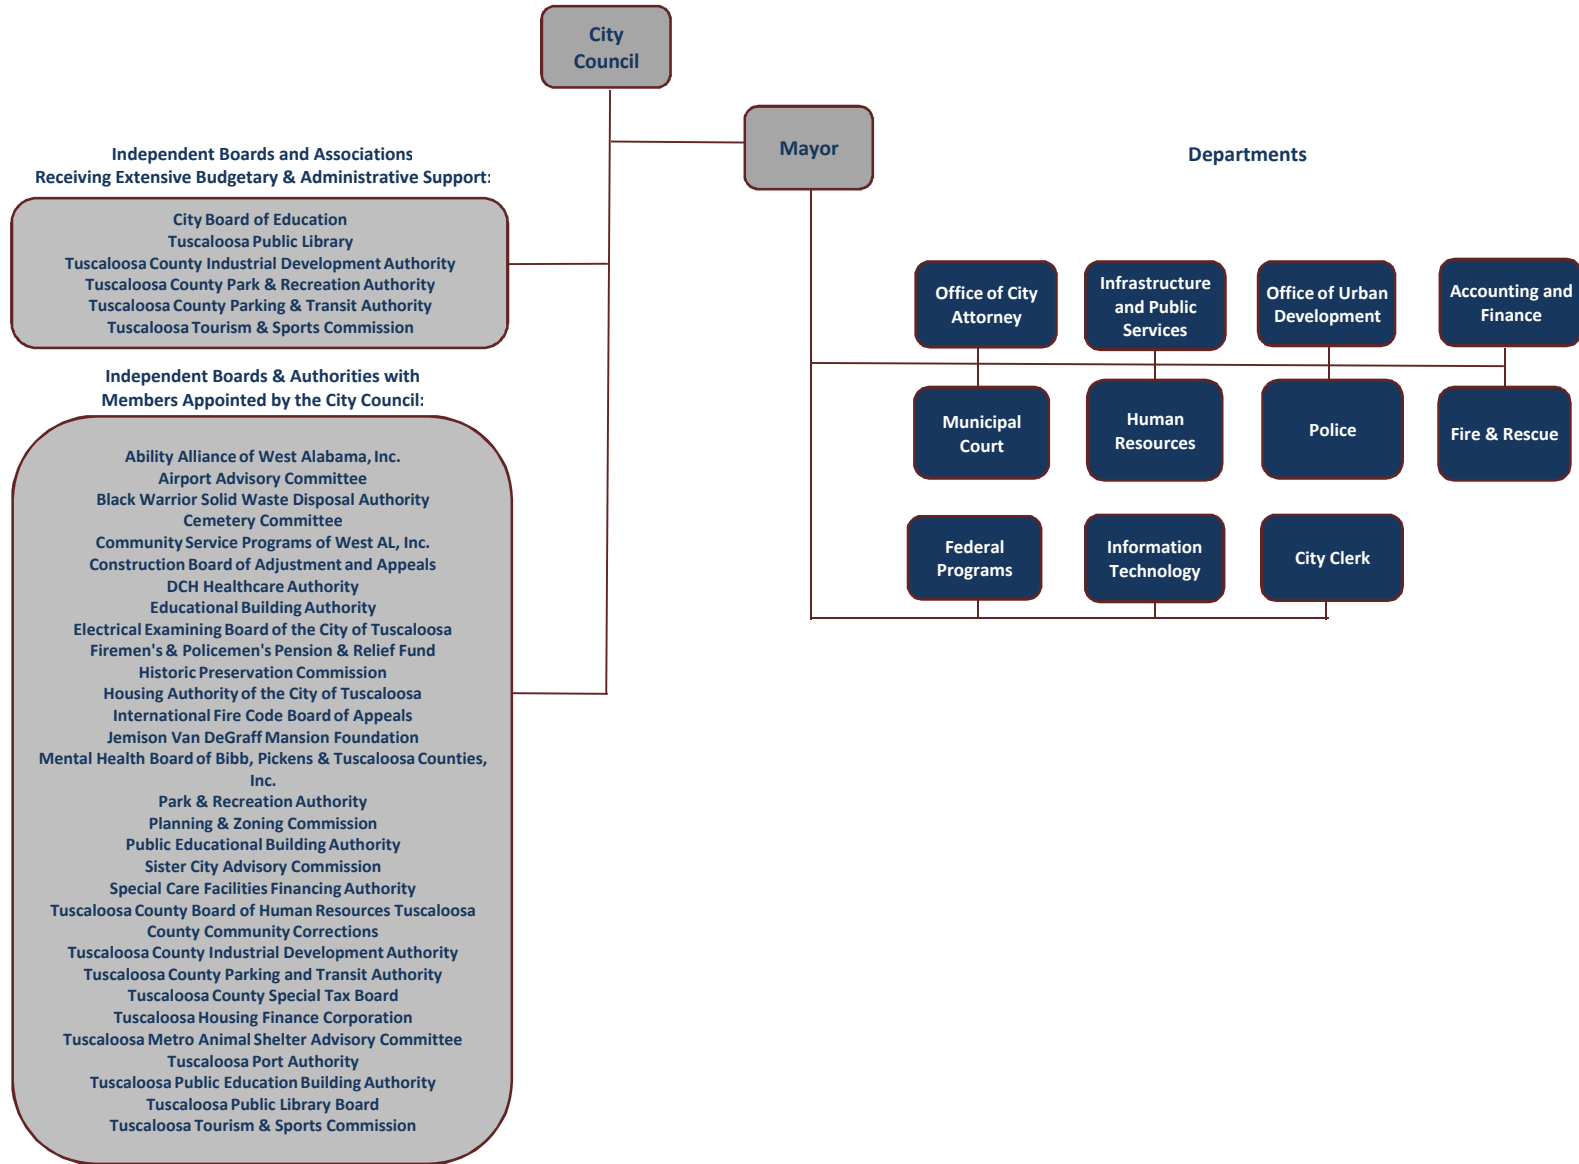 City
Council
Mayor
Independent Boards and Associations
Receiving Extensive Budgetary & Administrative Support:
City Board of Education
Tuscaloosa Public Library
Tuscaloosa County Industrial Development Authority
Tuscaloosa County Park & Recreation Authority
Tuscaloosa County Parking & Transit Authority
Tuscaloosa Tourism & Sports Commission
Independent Boards & Authorities with
Members Appointed by the City Council:
Ability Alliance of West Alabama, Inc.
Airport Advisory Committee
Black Warrior Solid Waste Disposal Authority
Cemetery Committee
Community Service Programs of West AL, Inc.
Construction Board of Adjustment and Appeals
DCH Healthcare Authority
Educational Building Authority
Electrical Examining Board of the City of Tuscaloosa
Firemen's & Policemen's Pension & Relief Fund
Historic Preservation Commission
Housing Authority of the City of Tuscaloosa
International Fire Code Board of Appeals
Jemison Van DeGraff Mansion Foundation
Mental Health Board of Bibb, Pickens & Tuscaloosa Counties,
Inc.
Park & Recreation Authority
Planning & Zoning Commission
Public Educational Building Authority
Sister City Advisory Commission
Special Care Facilities Financing Authority
Tuscaloosa County Board of Human Resources Tuscaloosa
County Community Corrections
Tuscaloosa County Industrial Development Authority
Tuscaloosa County Parking and Transit Authority
Tuscaloosa County Special Tax Board
Tuscaloosa Housing Finance Corporation
Tuscaloosa Metro Animal Shelter Advisory Committee
Tuscaloosa Port Authority
Tuscaloosa Public Education Building Authority
Tuscaloosa Public Library Board
Tuscaloosa Tourism & Sports Commission
Departments
Office of City
Attorney
Infrastructure
and Public
Services
Office of Urban
Development
Accounting and
Finance
Municipal
Court
Human
Resources
Police
Fire & Rescue
Federal
Programs
Information
Technology
City Clerk